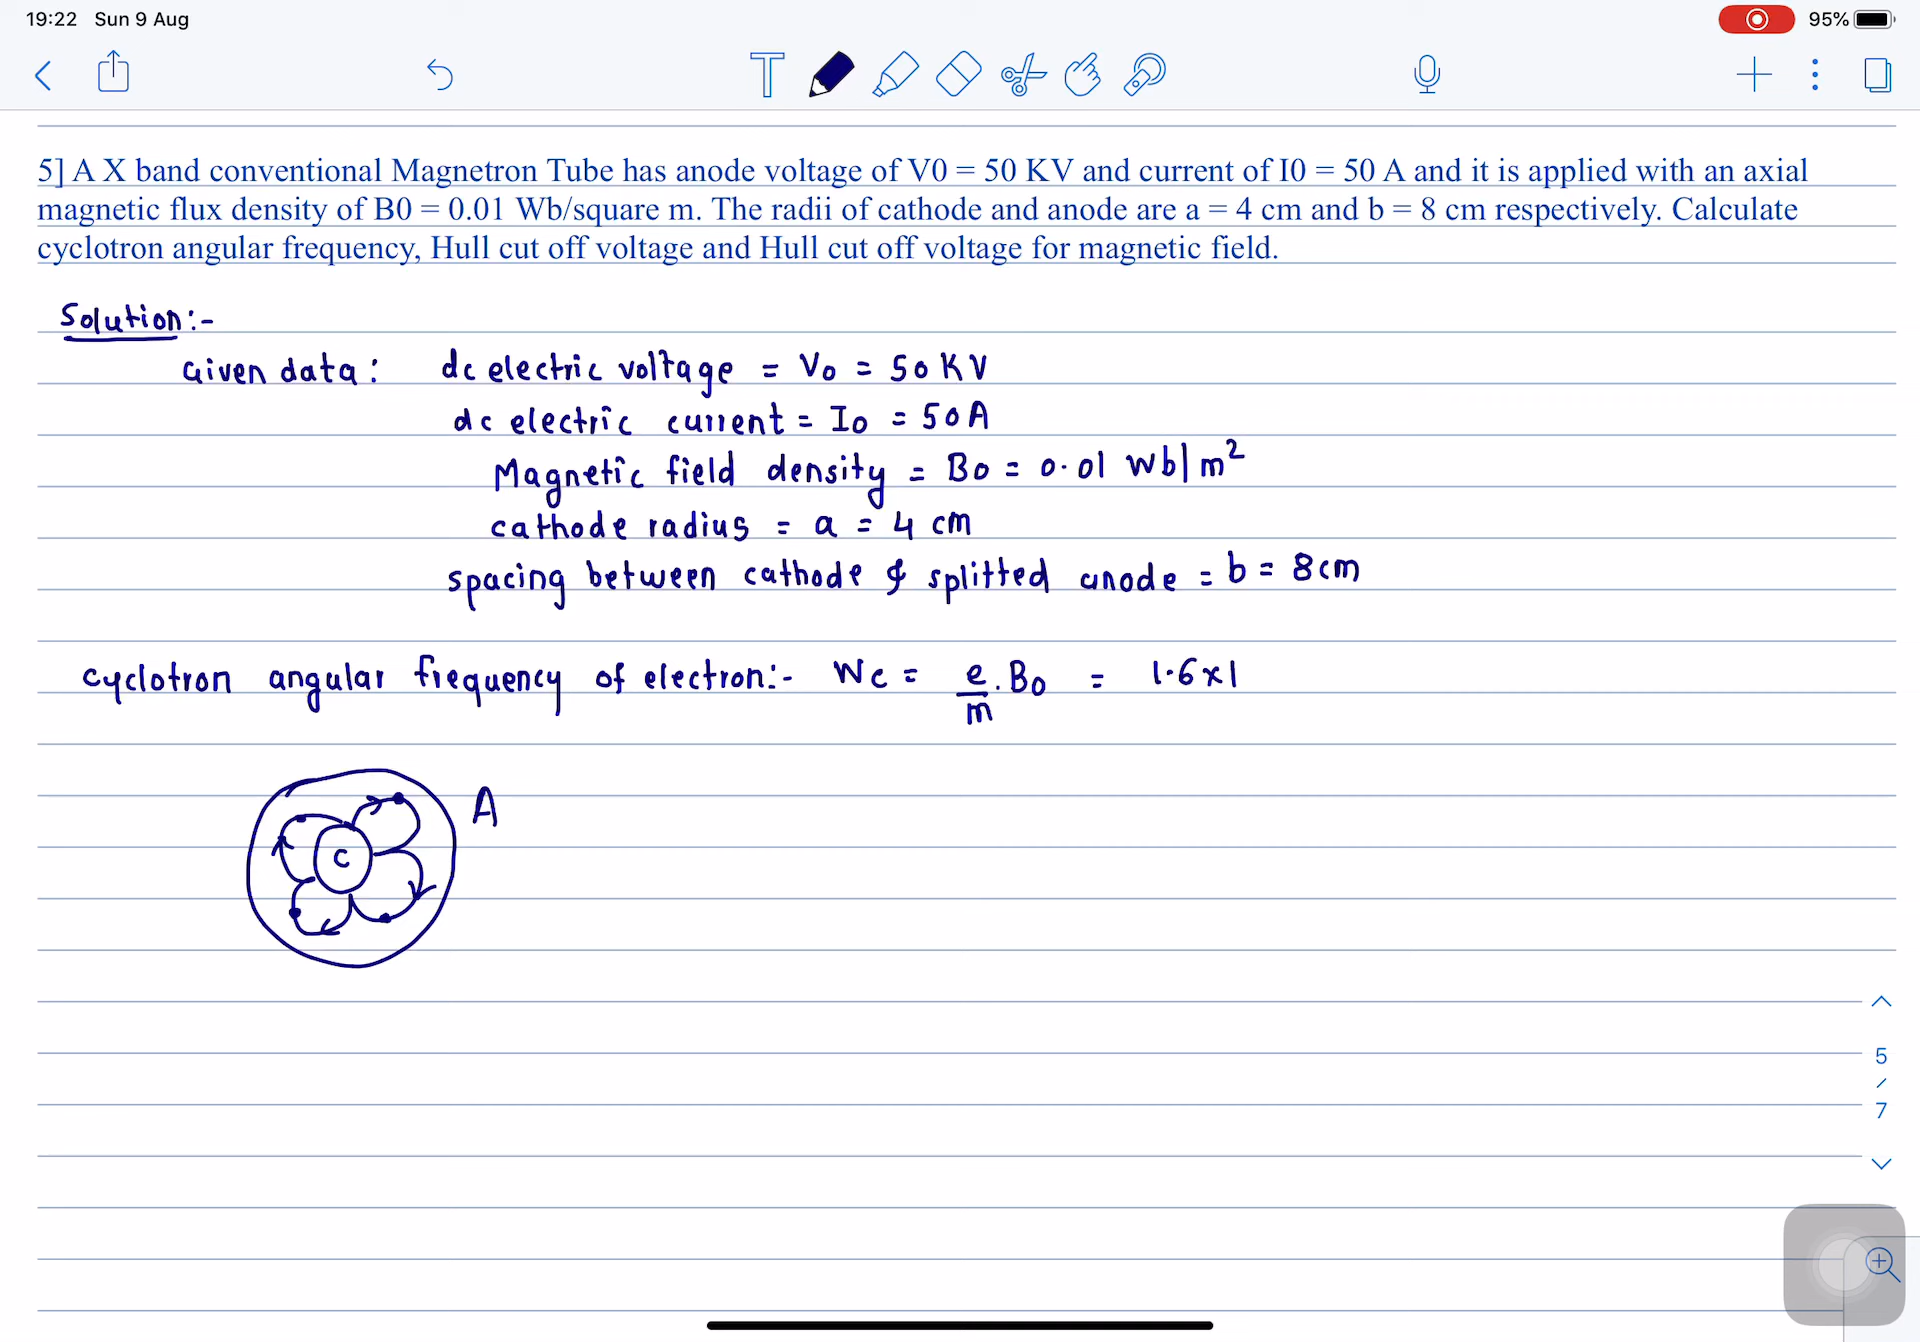 19:22 Sun 9 Aug
95%
5] A X band conventional Magnetron Tube has anode voltage of V0 = 50 KV and current of I0 = 50 A and it is applied with an axial
magnetic flux density of B0 = 0.01 Wb/square m. The radii of cathode and anode are a = 4 cm and b = 8 cm respectively. Calculate
cyclotron angular frequency, Hull cut off voltage and Hull cut off voltage for magnetic field.
Solution:-
Given data: dc electric voltage = V0 = 50 KV
dc electric current = I0 = 50A
Magnetic field density = B0 = 0.01 Wb/m²
cathode radius = a = 4 cm
spacing between cathode & splitted anode = b = 8cm
cyclotron angular frequency of electron:- Wc = e/m . B0 = 1.6x1
A
C
5
/
7